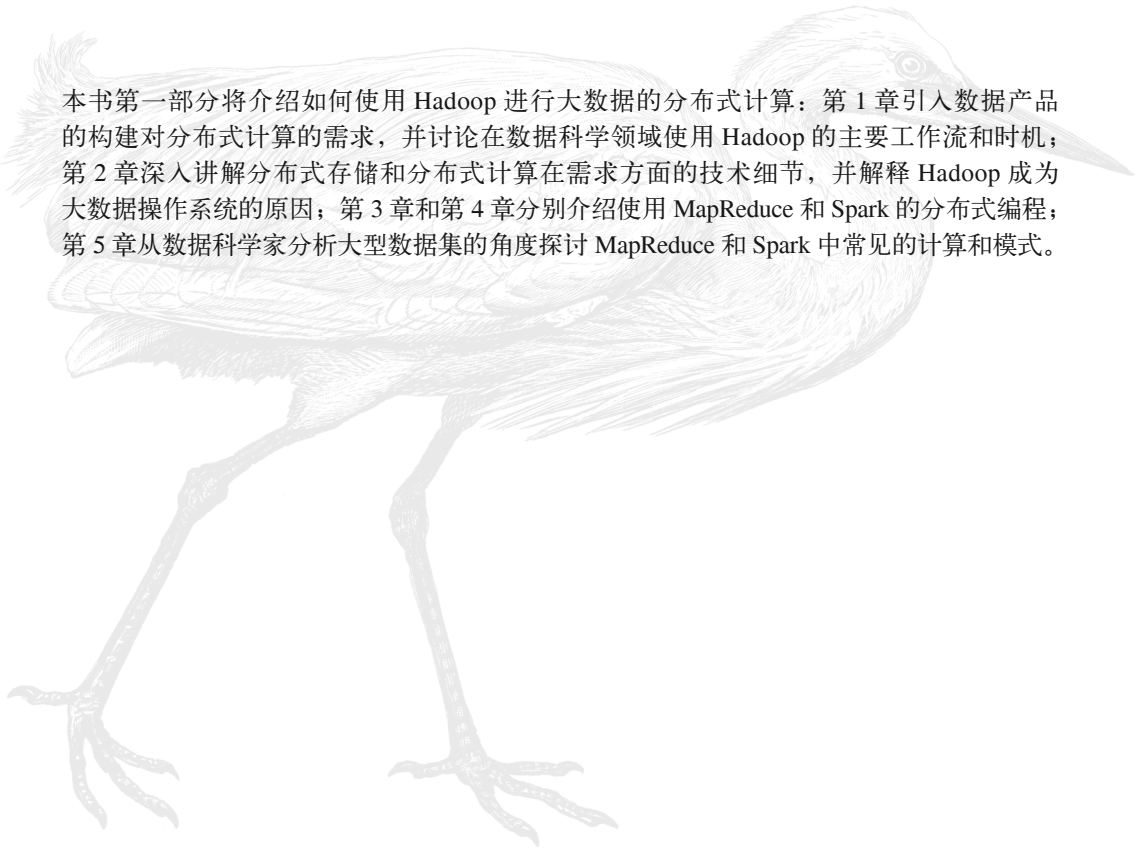 本书第一部分将介绍如何使用 Hadoop 进行大数据的分布式计算：第 1 章引入数据产品
的构建对分布式计算的需求，并讨论在数据科学领域使用 Hadoop 的主要工作流和时机；
第 2 章深入讲解分布式存储和分布式计算在需求方面的技术细节，并解释 Hadoop 成为
大数据操作系统的原因；第 3 章和第 4 章分别介绍使用 MapReduce 和 Spark 的分布式编程；
第 5 章从数据科学家分析大型数据集的角度探讨 MapReduce 和 Spark 中常见的计算和模式。